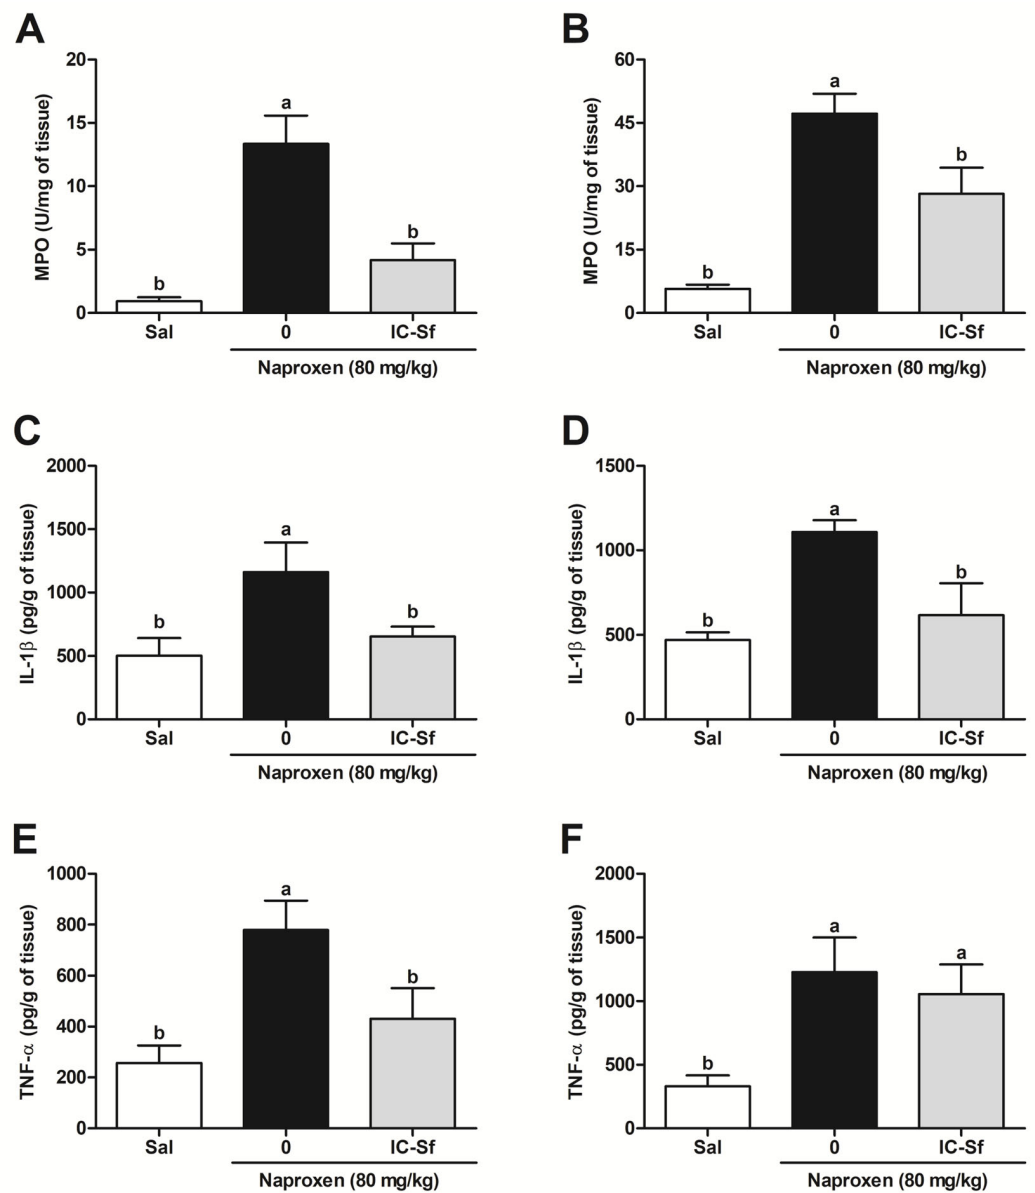 A
MPO (U/mg of tissue)
20
15
10
5
0
a
b
b
Sal
0
IC-Sf
Naproxen (80 mg/kg)
B
MPO (U/mg of tissue)
60
45
30
15
0
a
b
b
Sal
0
IC-Sf
Naproxen (80 mg/kg)
C
IL-1β (pg/g of tissue)
2000
1500
1000
500
0
a
b
b
Sal
0
IC-Sf
Naproxen (80 mg/kg)
D
IL-1β (pg/g of tissue)
1500
1000
500
0
a
b
b
Sal
0
IC-Sf
Naproxen (80 mg/kg)
E
TNF-α (pg/g of tissue)
1000
800
600
400
200
0
a
b
b
Sal
0
IC-Sf
Naproxen (80 mg/kg)
F
TNF-α (pg/g of tissue)
2000
1500
1000
500
0
a
a
b
Sal
0
IC-Sf
Naproxen (80 mg/kg)